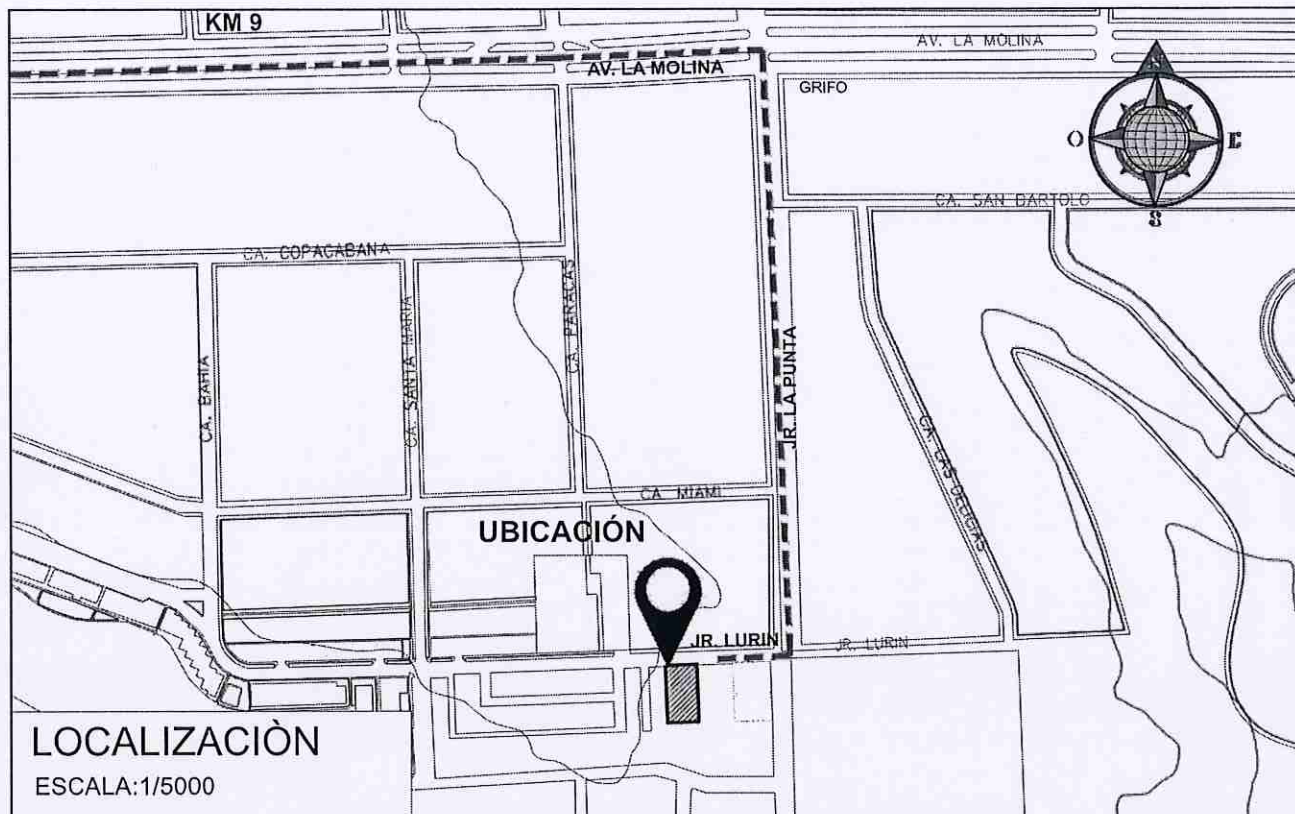 KM 9
AV. LA MOLINA
AV. LA MOLINA
GRIFO
N
O
E
S
CA. SAN BARTOLO
CA. COPACABANA
CA. BAHIA
CA. SANTA MARIA
CA. PARACAS
JR. LA PUNTA
CA. LAS DELICIAS
CA. MIAMI
UBICACIÓN
JR. LURIN
JR. LURIN
LOCALIZACIÒN
ESCALA:1/5000